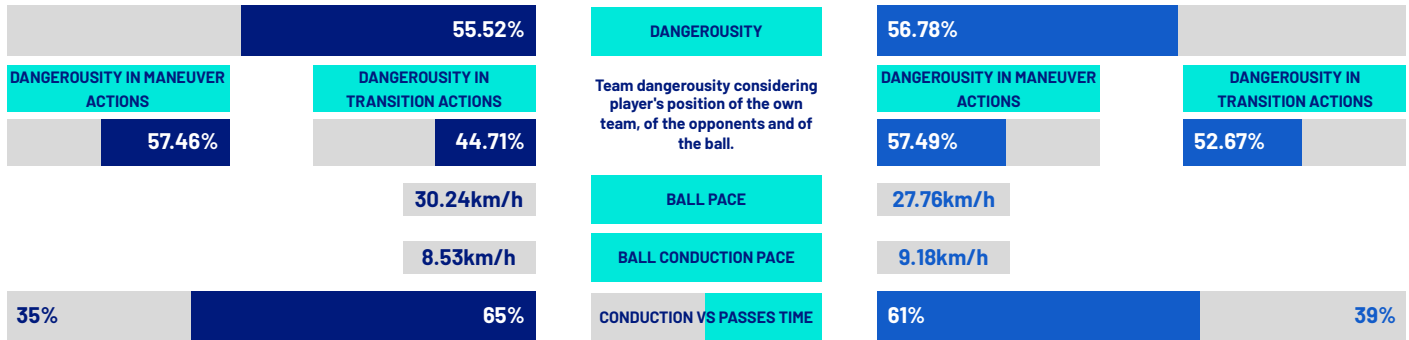 55.52%
DANGEROUSITY
56.78%
DANGEROUSITY IN MANEUVER
ACTIONS
DANGEROUSITY IN
TRANSITION ACTIONS
Team dangerousity considering
player's position of the own
team, of the opponents and of
the ball.
DANGEROUSITY IN MANEUVER
ACTIONS
DANGEROUSITY IN
TRANSITION ACTIONS
57.46%
44.71%
57.49%
52.67%
30.24km/h
BALL PACE
27.76km/h
8.53km/h
BALL CONDUCTION PACE
9.18km/h
35%
65%
CONDUCTION VS PASSES TIME
61%
39%